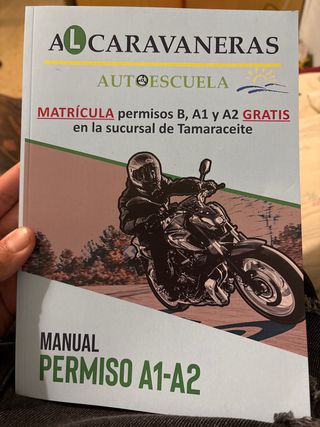 ALCARAVANERAS
AUTOESCUELA
MATRÍCULA permisos B, A1 y A2 GRATIS
en la sucursal de Tamaraceite
MANUAL
PERMISO A1-A2